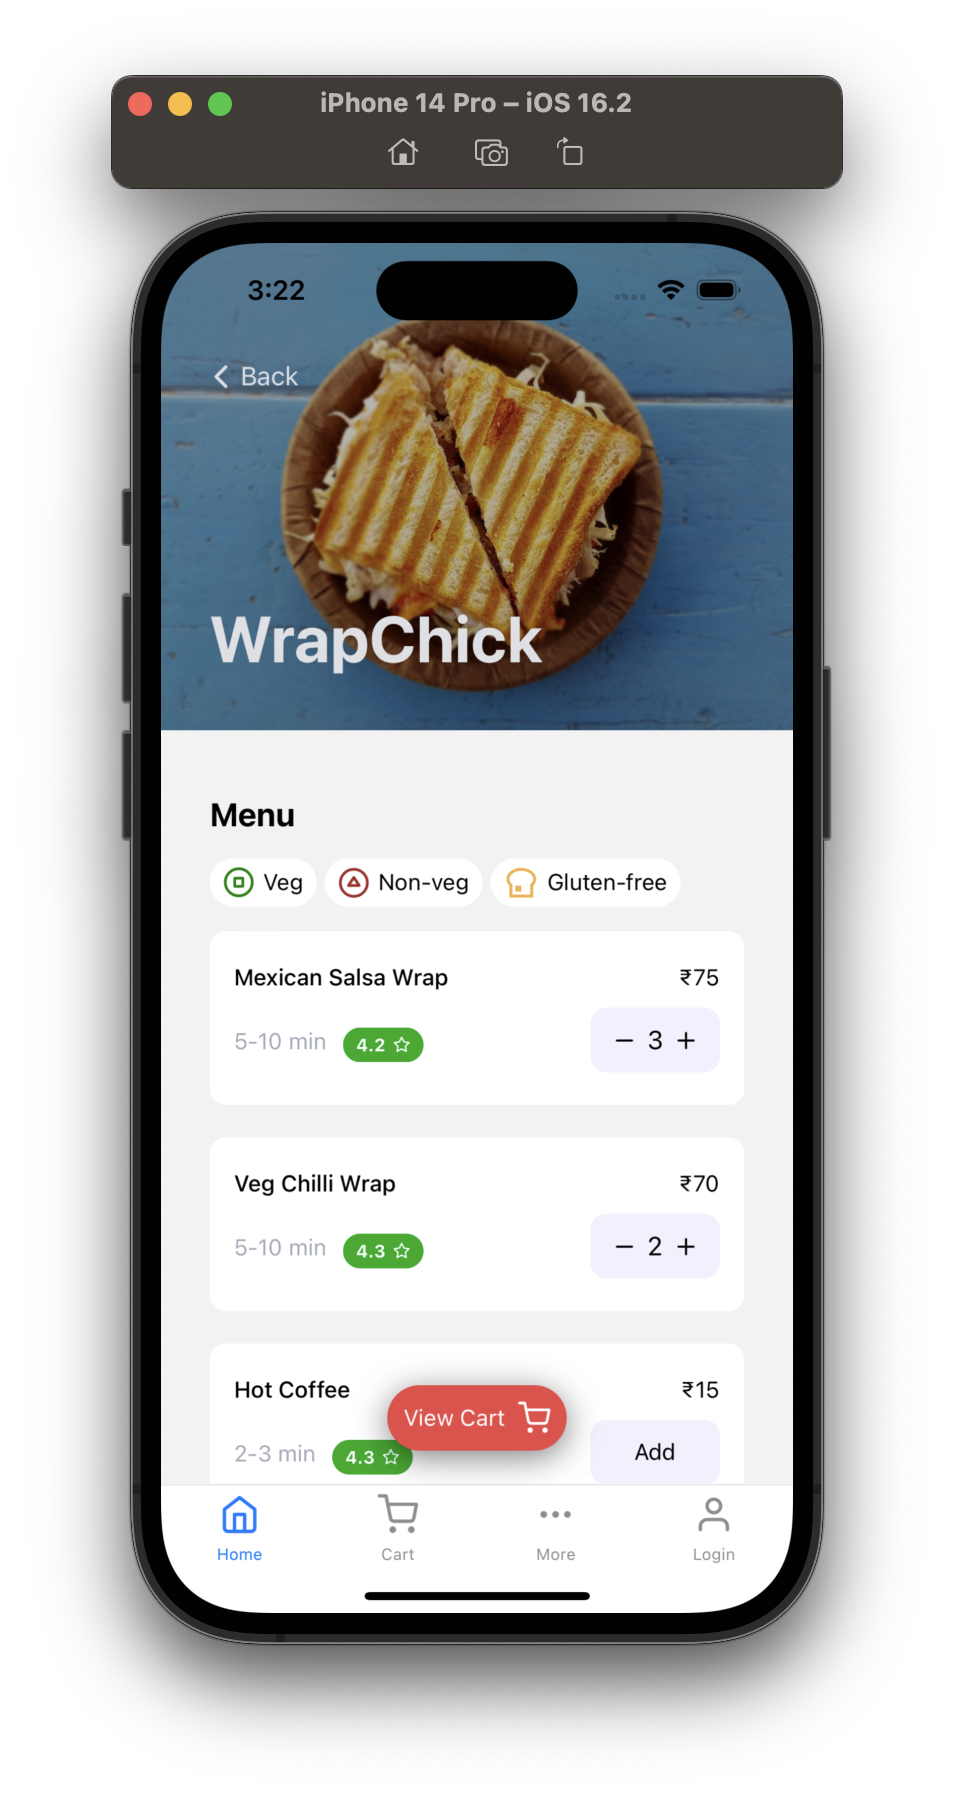 iPhone 14 Pro – iOS 16.2
3:22
Back
WrapChick
Menu
Veg Non-veg Gluten-free
Mexican Salsa Wrap ₹75
5-10 min 4.2 − 3 +
Veg Chilli Wrap ₹70
5-10 min 4.3 − 2 +
Hot Coffee ₹15
View Cart
2-3 min 4.3 Add
Home Cart More Login